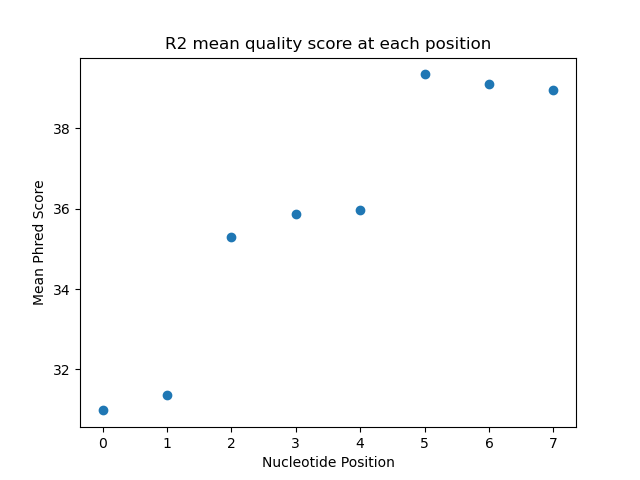 R2 mean quality score at each position
Mean Phred Score
38
36
34
32
0 1 2 3 4 5 6 7
Nucleotide Position